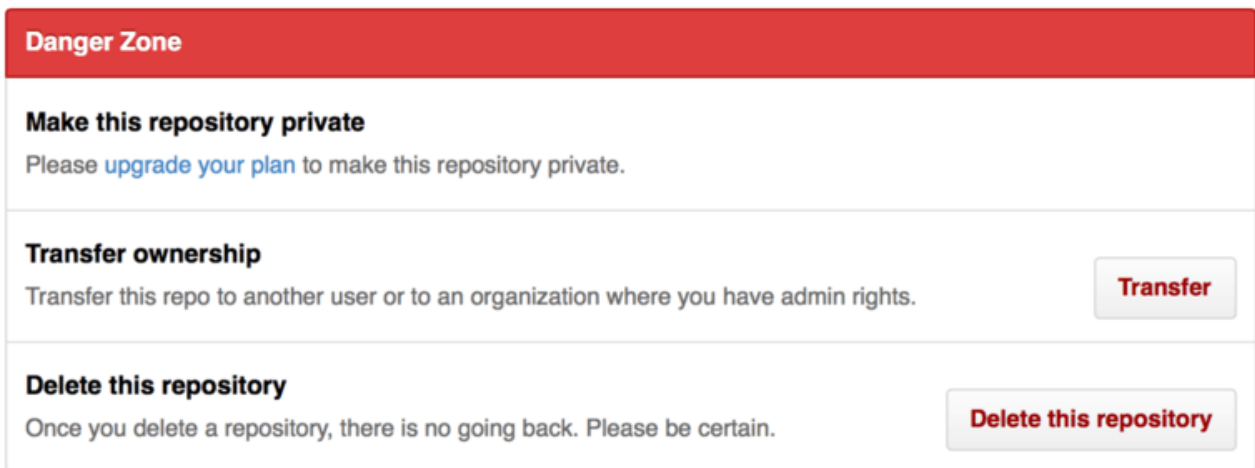 Danger Zone
Make this repository private
Please upgrade your plan to make this repository private.
Transfer ownership
Transfer this repo to another user or to an organization where you have admin rights.
Transfer
Delete this repository
Once you delete a repository, there is no going back. Please be certain.
Delete this repository